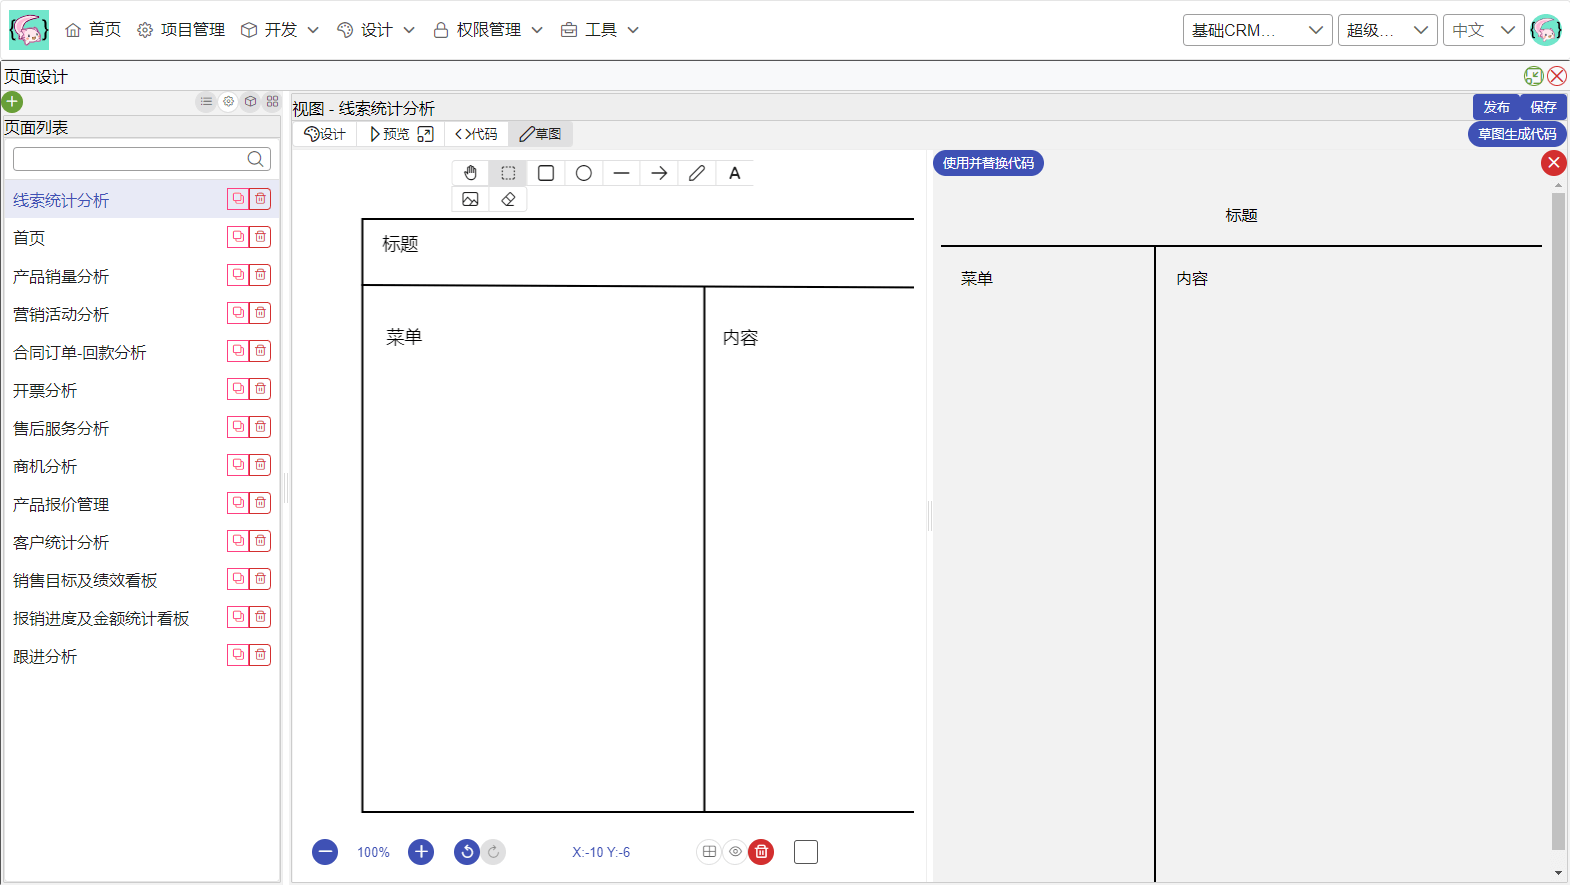 首页 项目管理 开发 设计 权限管理 工具 基础CRM... 超级... 中文
页面设计
页面列表
线索统计分析
首页
产品销量分析
营销活动分析
合同订单-回款分析
开票分析
售后服务分析
商机分析
产品报价管理
客户统计分析
销售目标及绩效看板
报销进度及金额统计看板
跟进分析
视图 - 线索统计分析 发布 保存
设计 预览 代码 草图 草图生成代码
A
标题
菜单 内容
100% X:-10 Y:-6
使用并替换代码
标题
菜单 内容